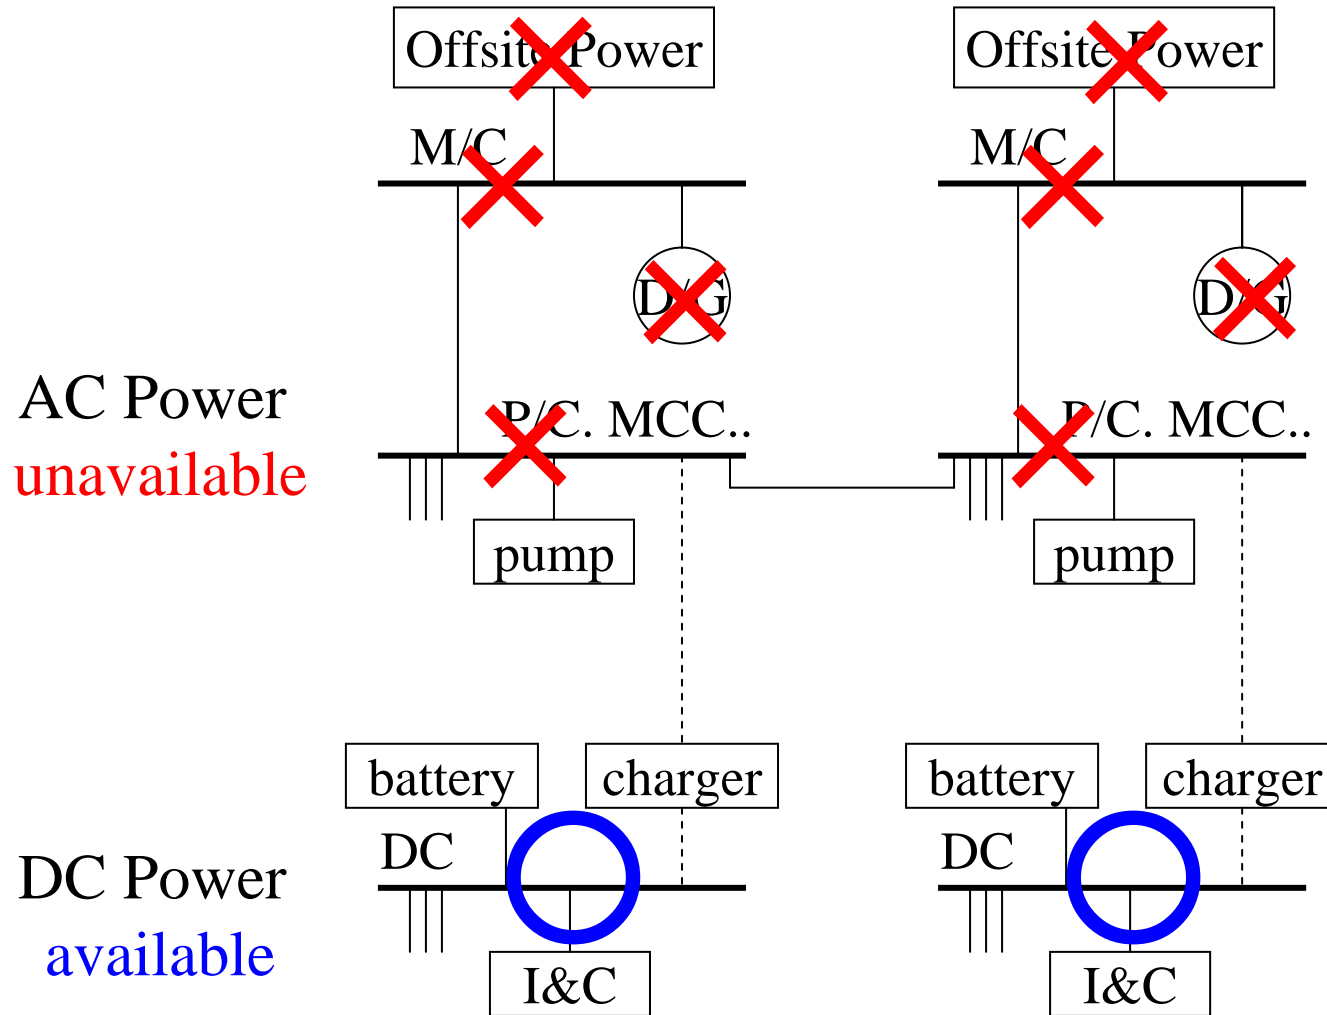 Offsite Power
Offsite Power
M/C
M/C
D/G
D/G
AC Power
unavailable
P/C. MCC..
P/C. MCC..
pump
pump
battery
charger
battery
charger
DC
DC
DC Power
available
I&C
I&C